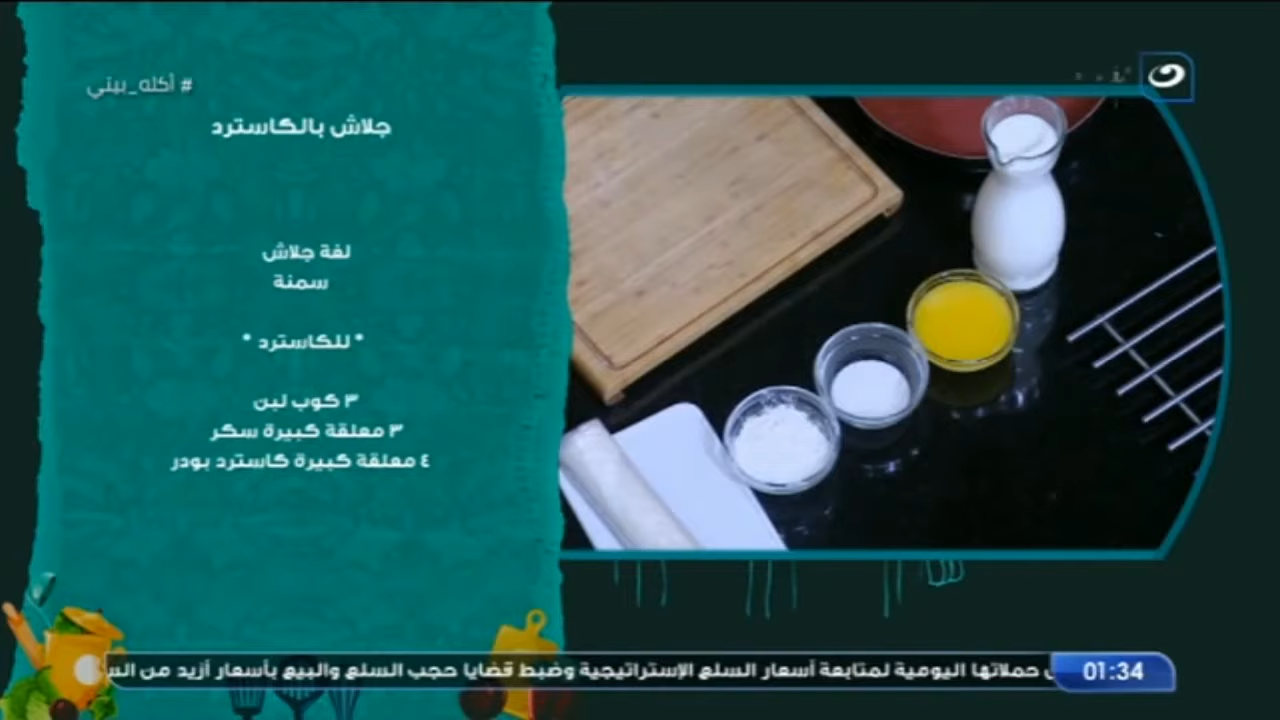 # أكله_بيتي
جلاش بالكاسترد
لفة جلاش
سمنة
* للكاسترد *
٣ كوب لبن
٣ معلقة كبيرة سكر
٤ معلقة كبيرة كاسترد بودر
حملاتها اليومية لمتابعة أسعار السلع الإستراتيجية وضبط قضايا حجب السلع والبيع بأسعار أزيد من
01:34